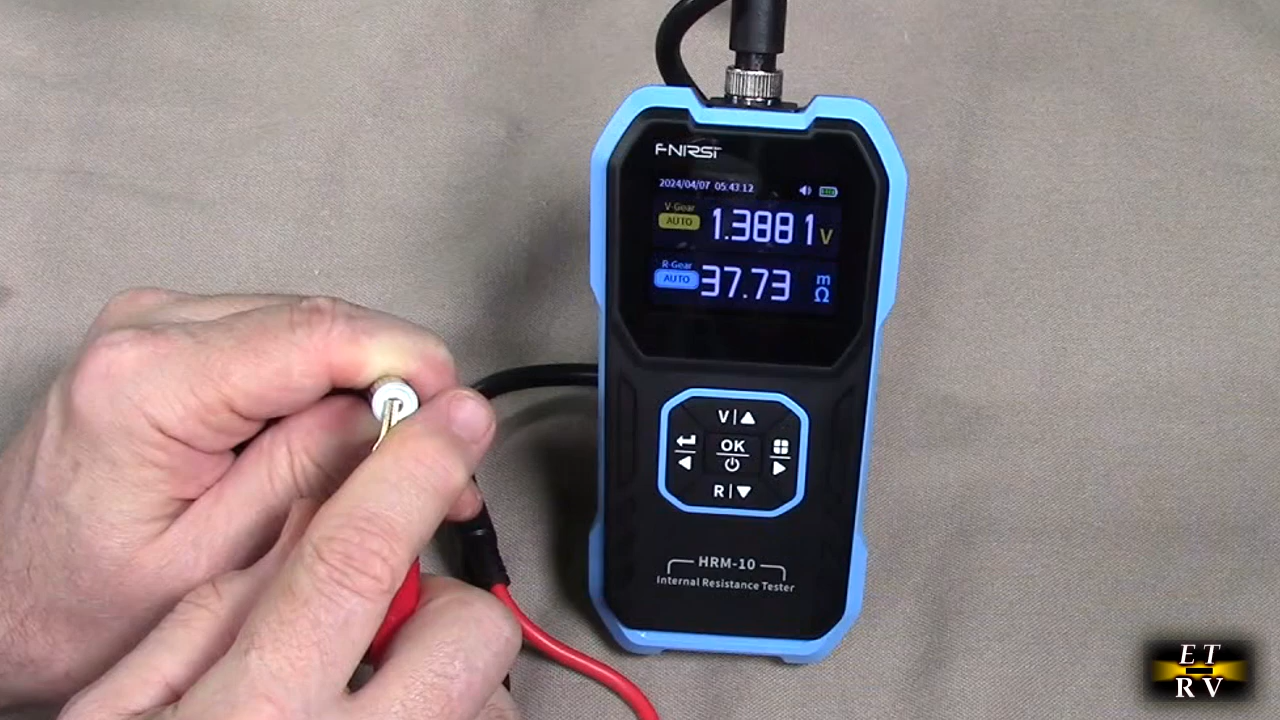 FNIRSI
2024/04/07 05:43:12
V-Gear
AUTO
1.3881 V
R-Gear
AUTO
37.73 mΩ
V|▲
OK
R|▼
HRM-10
Internal Resistance Tester
ET
RV